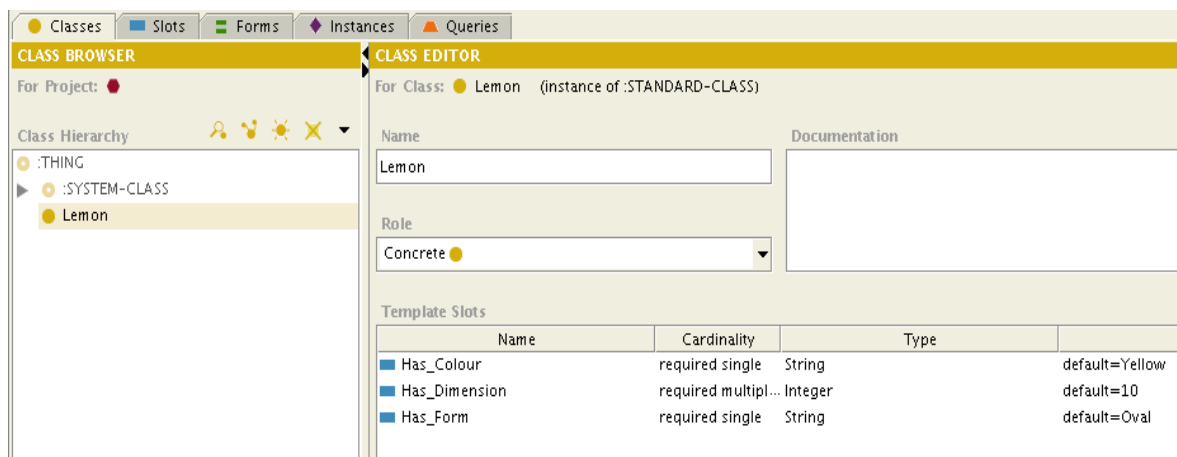 Classes Slots Forms Instances Queries
CLASS BROWSER
For Project:
Class Hierarchy
:THING
:SYSTEM-CLASS
Lemon
CLASS EDITOR
For Class: Lemon (instance of :STANDARD-CLASS)
Name
Documentation
Lemon
Role
Concrete
Template Slots
Name Cardinality Type
Has_Colour required single String default=Yellow
Has_Dimension required multipl... Integer default=10
Has_Form required single String default=Oval